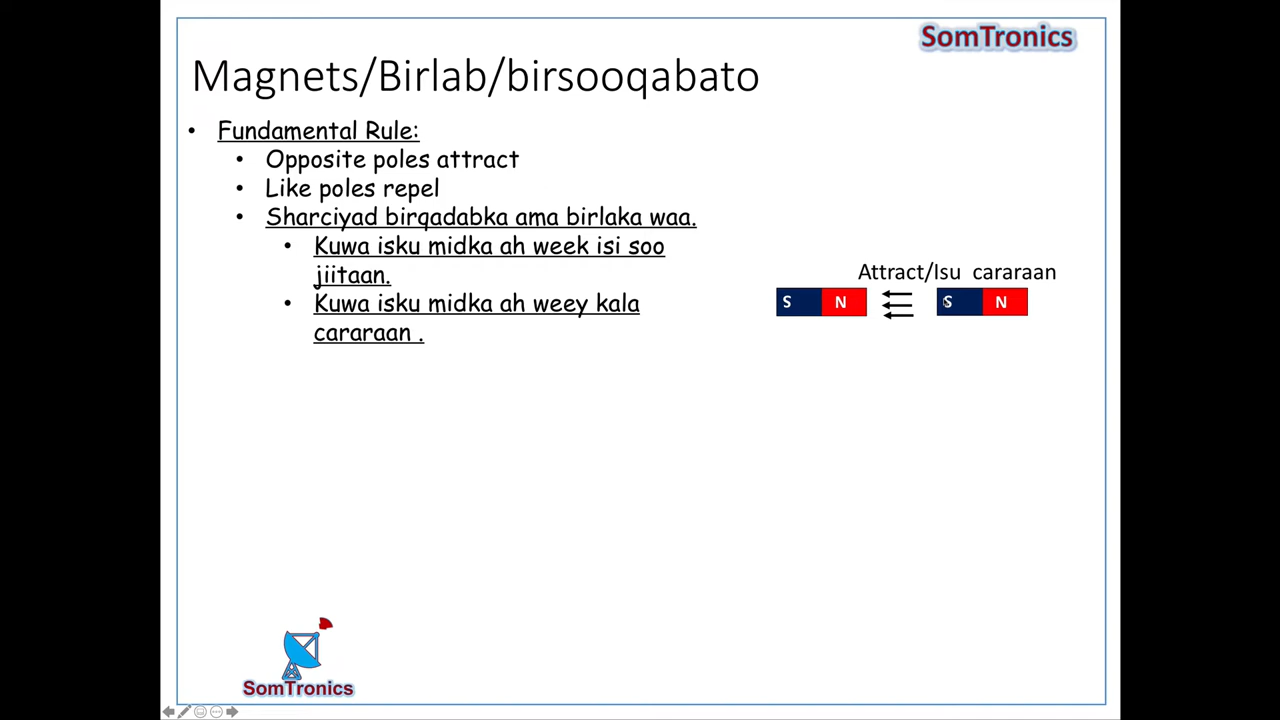 SomTronics
Magnets/Birlab/birsooqabato
• Fundamental Rule:
• Opposite poles attract
• Like poles repel
• Sharciyad birqadabka ama birlaka waa.
• Kuwa isku midka ah week isi soo
jiitaan.
• Kuwa isku midka ah weey kala
cararaan .
Attract/Isu cararaan
S N S N
SomTronics